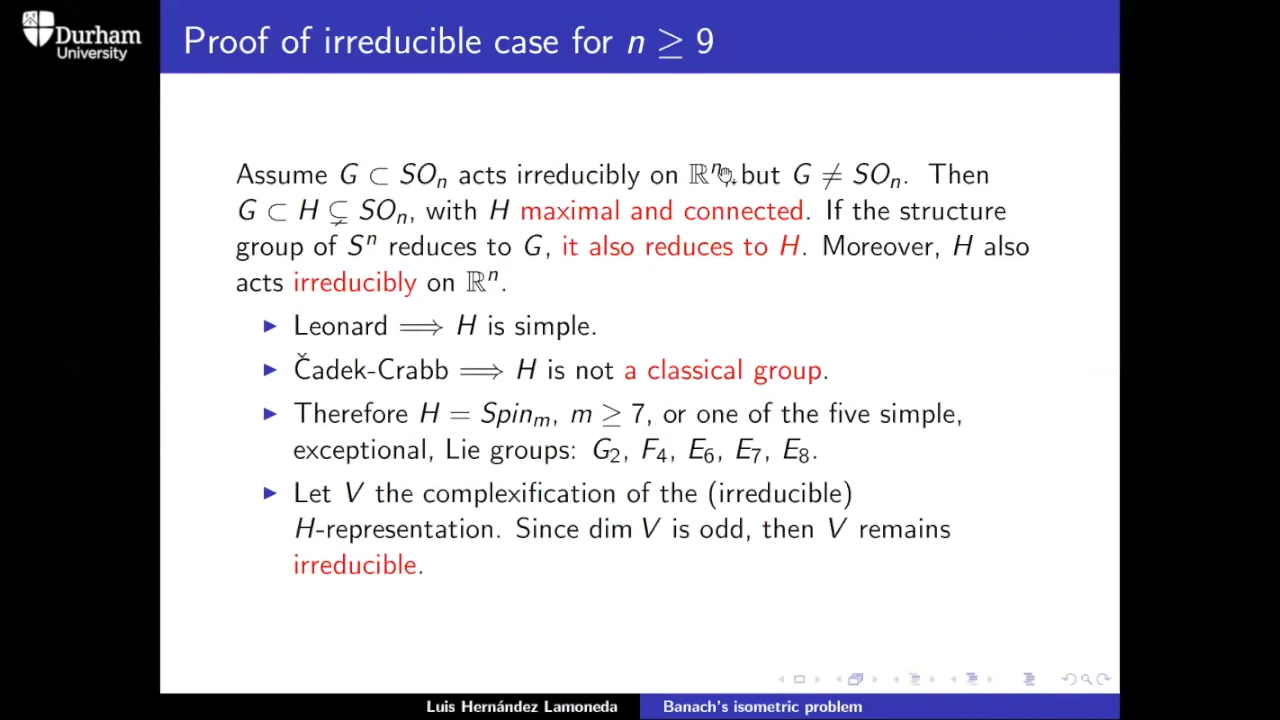 Durham
University
Proof of irreducible case for n ≥ 9
Assume G ⊂ SOₙ acts irreducibly on ℝⁿ, but G ≠ SOₙ. Then
G ⊂ H ⊊ SOₙ, with H maximal and connected. If the structure
group of Sⁿ reduces to G, it also reduces to H. Moreover, H also
acts irreducibly on ℝⁿ.
▶ Leonard ⟹ H is simple.
▶ Čadek-Crabb ⟹ H is not a classical group.
▶ Therefore H = Spinₘ, m ≥ 7, or one of the five simple,
exceptional, Lie groups: G₂, F₄, E₆, E₇, E₈.
▶ Let V the complexification of the (irreducible)
H-representation. Since dim V is odd, then V remains
irreducible.
Luis Hernández Lamoneda Banach's isometric problem